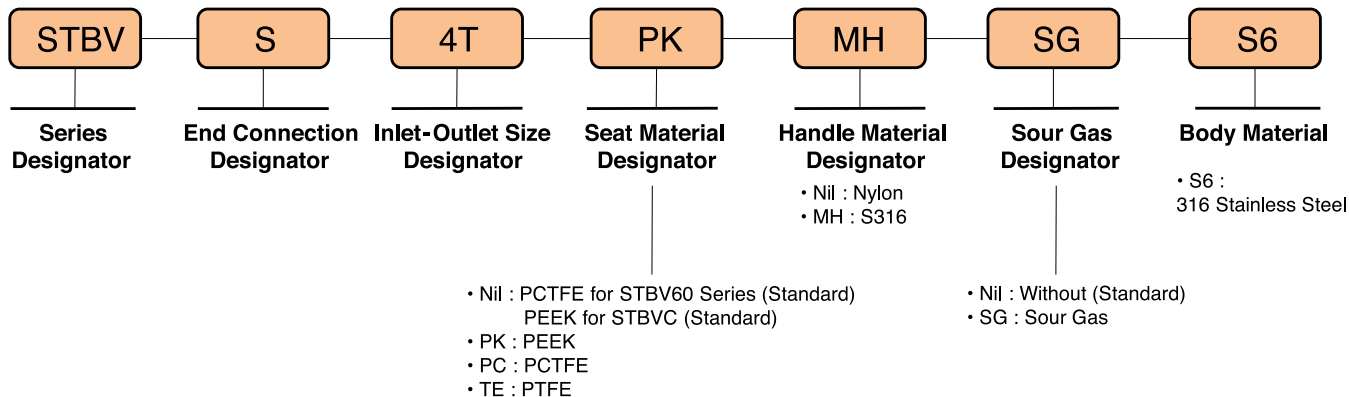 STBV S 4T PK MH SG S6
Series
Designator
End Connection
Designator
Inlet-Outlet Size
Designator
Seat Material
Designator
Handle Material
Designator
Sour Gas
Designator
Body Material
• Nil : Nylon
• MH : S316
• S6 :
316 Stainless Steel
• Nil : PCTFE for STBV60 Series (Standard)
PEEK for STBVC (Standard)
• PK : PEEK
• PC : PCTFE
• TE : PTFE
• Nil : Without (Standard)
• SG : Sour Gas